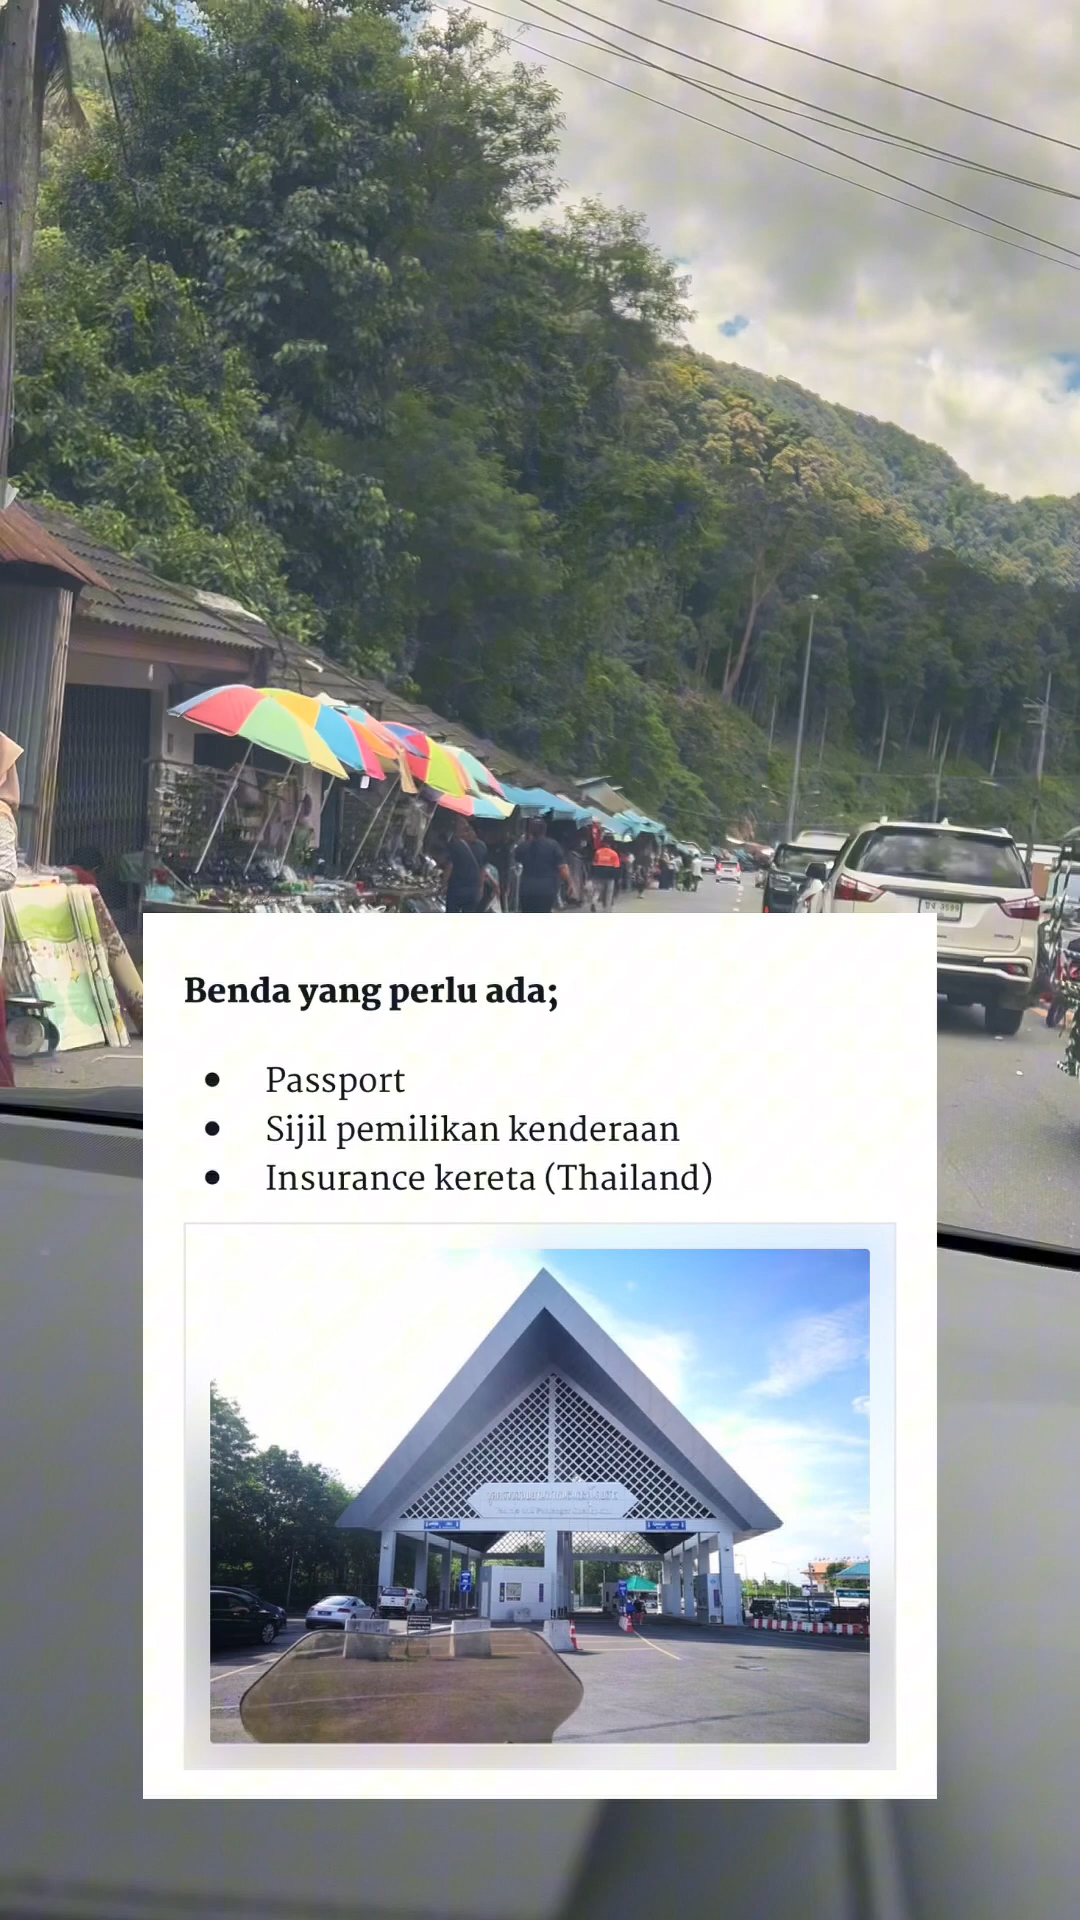 Benda yang perlu ada;
● Passport
● Sijil pemilikan kenderaan
● Insurance kereta (Thailand)